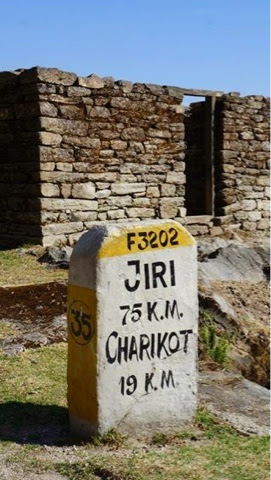 F3202
JIRI
75 K.M.
CHARIKOT
19 K.M
35